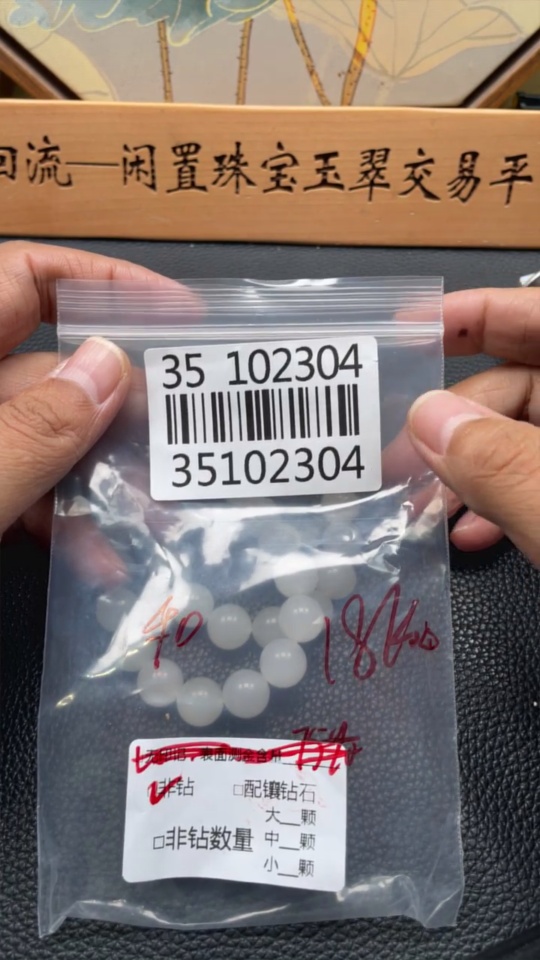 回流—闲置珠宝玉翠交易平
35 102304
35102304
40
非钻 □配镶钻石
大__颗
□非钻数量 中__颗
小__颗